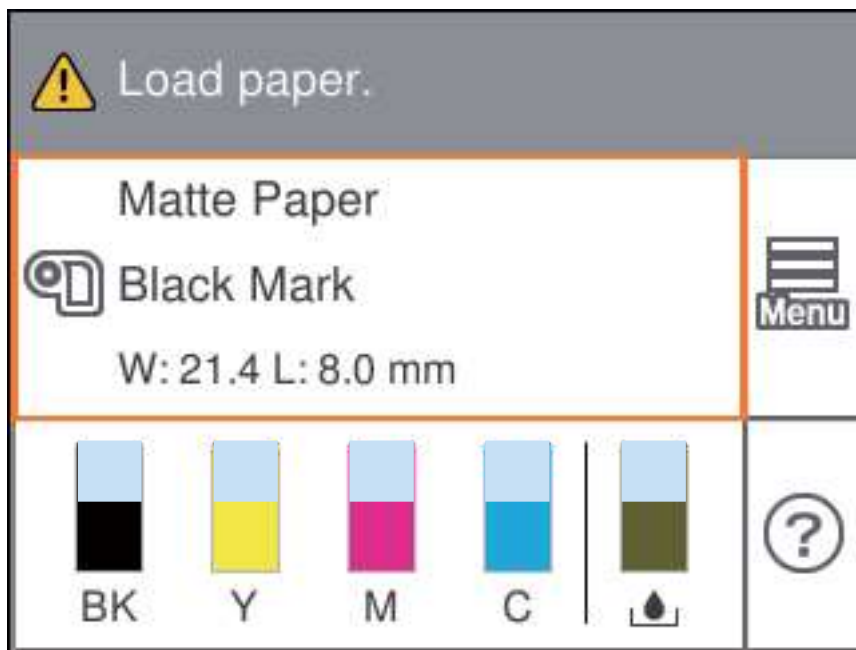 Load paper.
Matte Paper
Black Mark
W: 21.4 L: 8.0 mm
Menu
BK Y M C
?